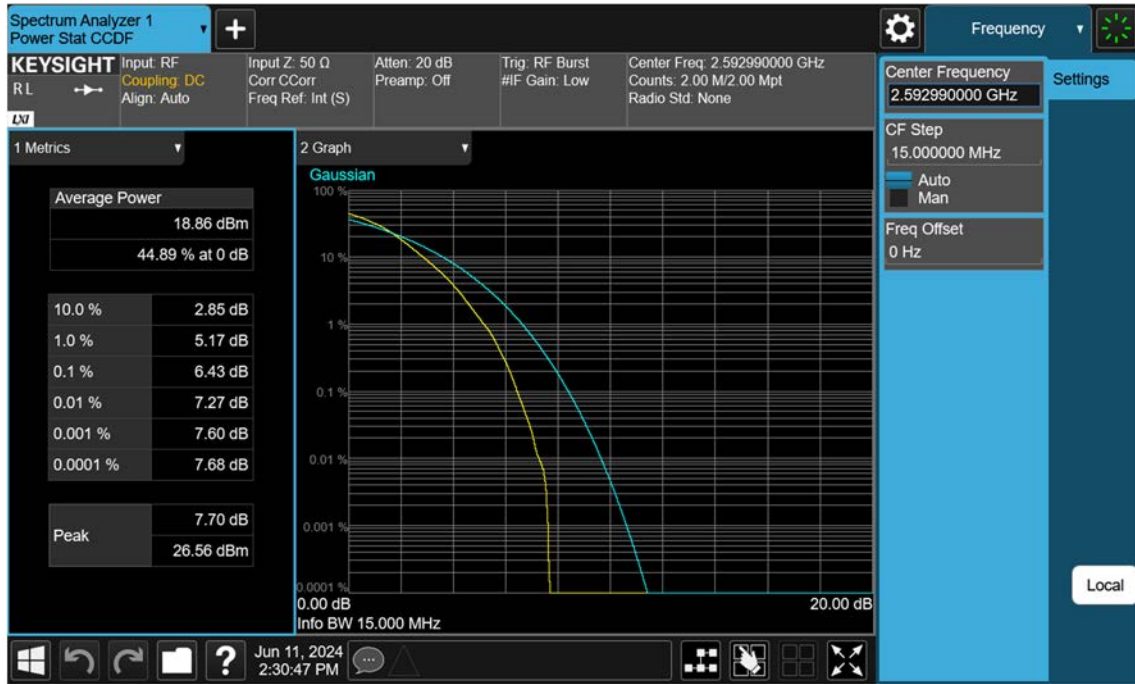 Spectrum Analyzer 1
Power Stat CCDF
Frequency
KEYSIGHT
RL
LXI
Input: RF
Coupling: DC
Align: Auto
Input Z: 50 Ω
Corr CCorr
Freq Ref: Int (S)
Atten: 20 dB
Preamp: Off
Trig: RF Burst
#IF Gain: Low
Center Freq: 2.592990000 GHz
Counts: 2.00 M/2.00 Mpt
Radio Std: None
Center Frequency
2.592990000 GHz
Settings
CF Step
15.000000 MHz
Auto
Man
Freq Offset
0 Hz
Local
1 Metrics
Average Power
18.86 dBm
44.89 % at 0 dB
10.0 % 2.85 dB
1.0 % 5.17 dB
0.1 % 6.43 dB
0.01 % 7.27 dB
0.001 % 7.60 dB
0.0001 % 7.68 dB
Peak
7.70 dB
26.56 dBm
2 Graph
Gaussian
100 %
10 %
1 %
0.1 %
0.01 %
0.001 %
0.0001 %
0.00 dB 20.00 dB
Info BW 15.000 MHz
?
Jun 11, 2024
2:30:47 PM